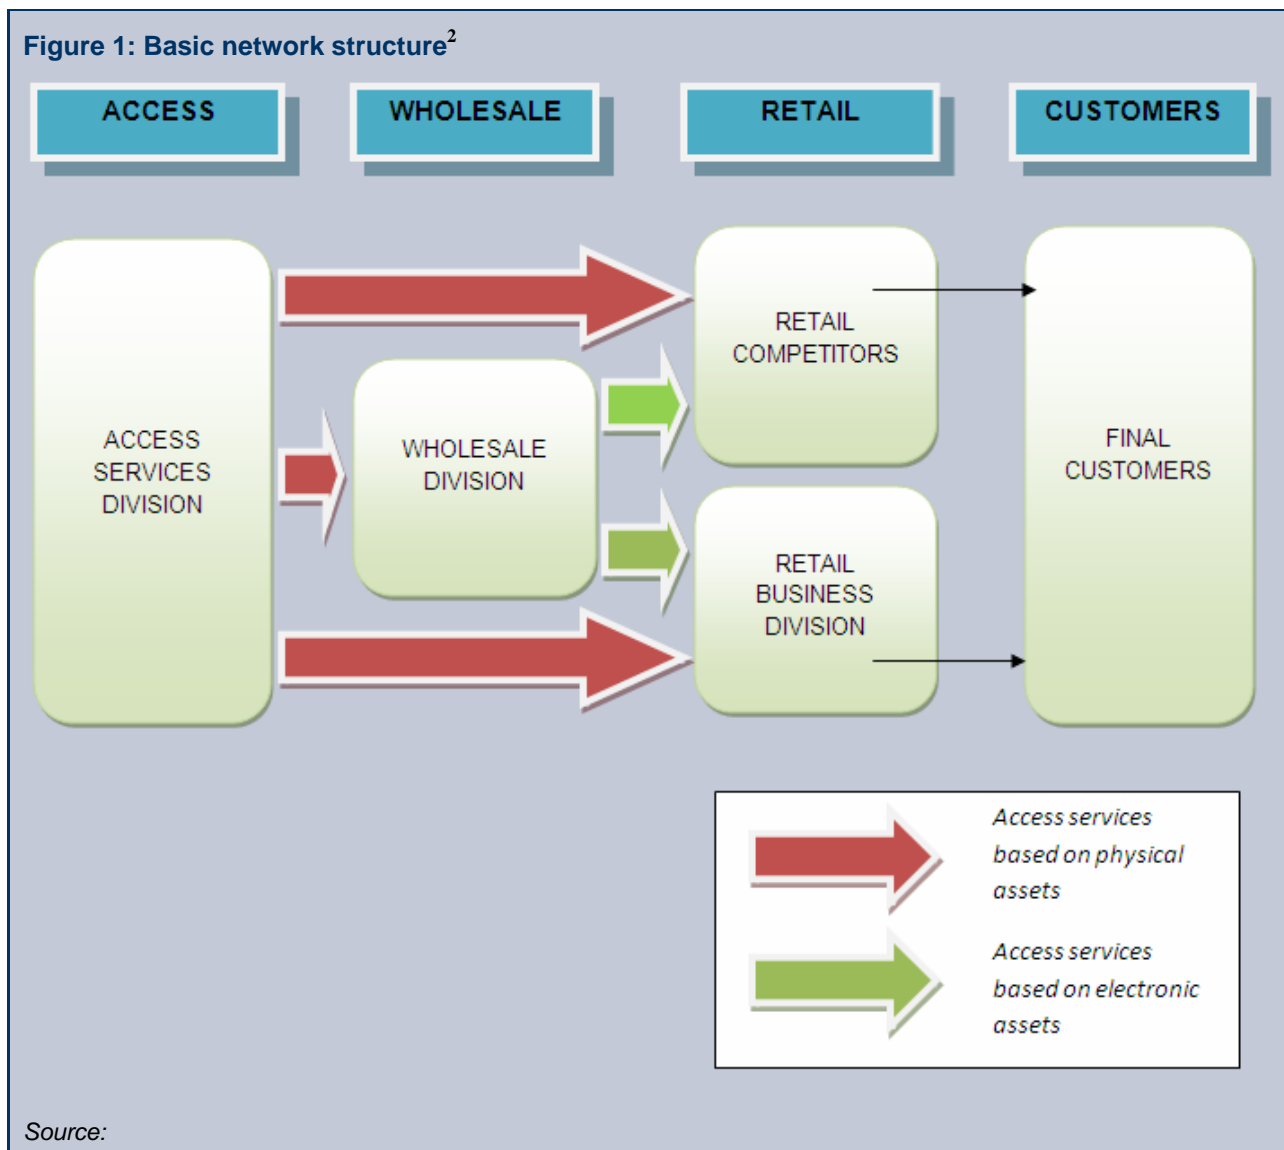 Figure 1: Basic network structure2
ACCESS
WHOLESALE
RETAIL
CUSTOMERS
ACCESS
SERVICES
DIVISION
WHOLESALE
DIVISION
RETAIL
COMPETITORS
RETAIL
BUSINESS
DIVISION
FINAL
CUSTOMERS
Access services
based on physical
assets
Access services
based on electronic
assets
Source: